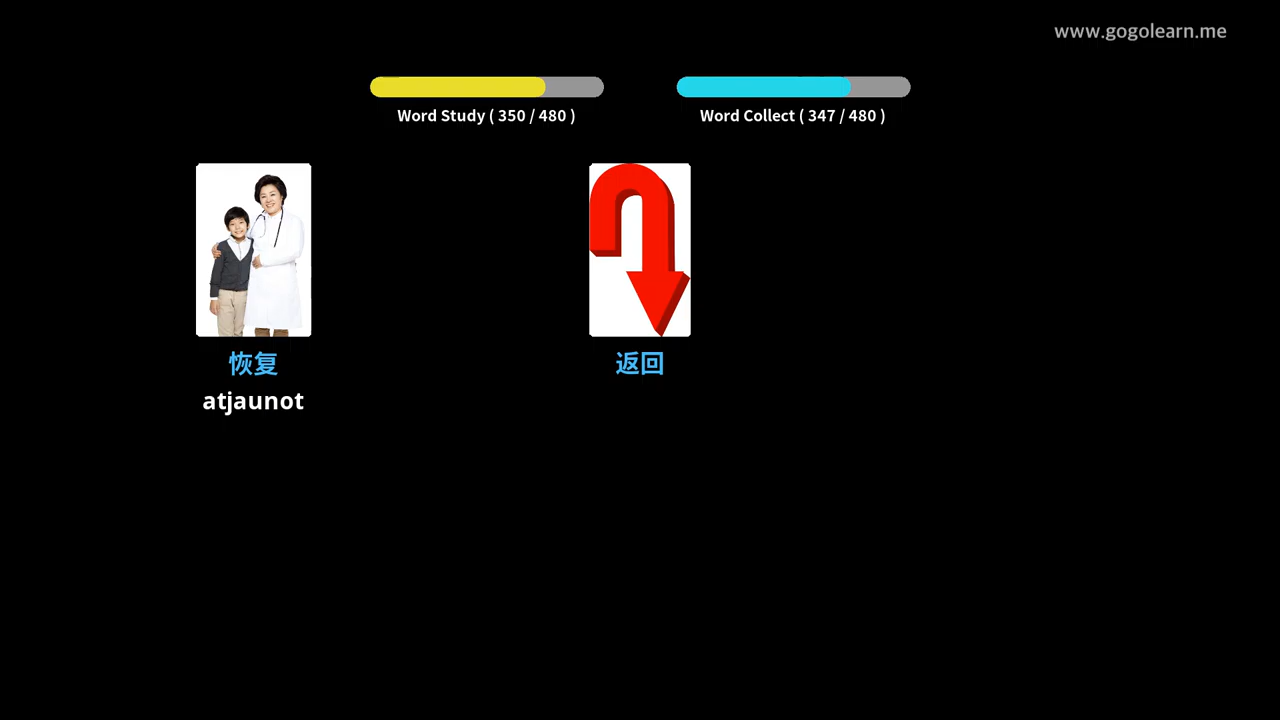 www.gogolearn.me
Word Study ( 350 / 480 )
Word Collect ( 347 / 480 )
恢复
atjaunot
返回